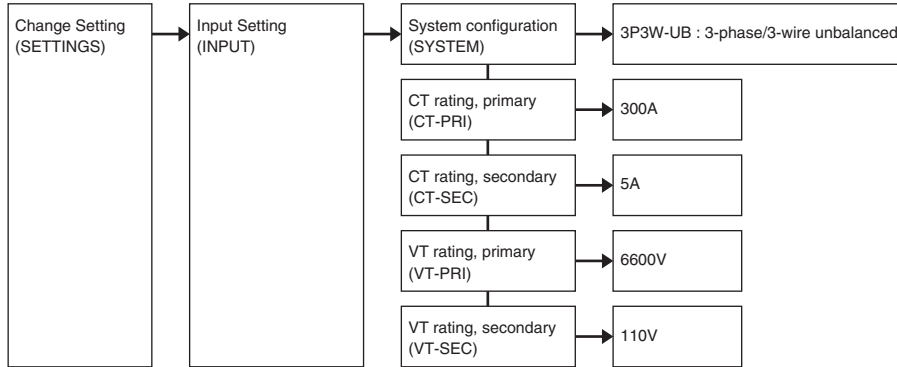 Change Setting
(SETTINGS)
Input Setting
(INPUT)
System configuration
(SYSTEM)
3P3W-UB : 3-phase/3-wire unbalanced
CT rating, primary
(CT-PRI)
300A
CT rating, secondary
(CT-SEC)
5A
VT rating, primary
(VT-PRI)
6600V
VT rating, secondary
(VT-SEC)
110V